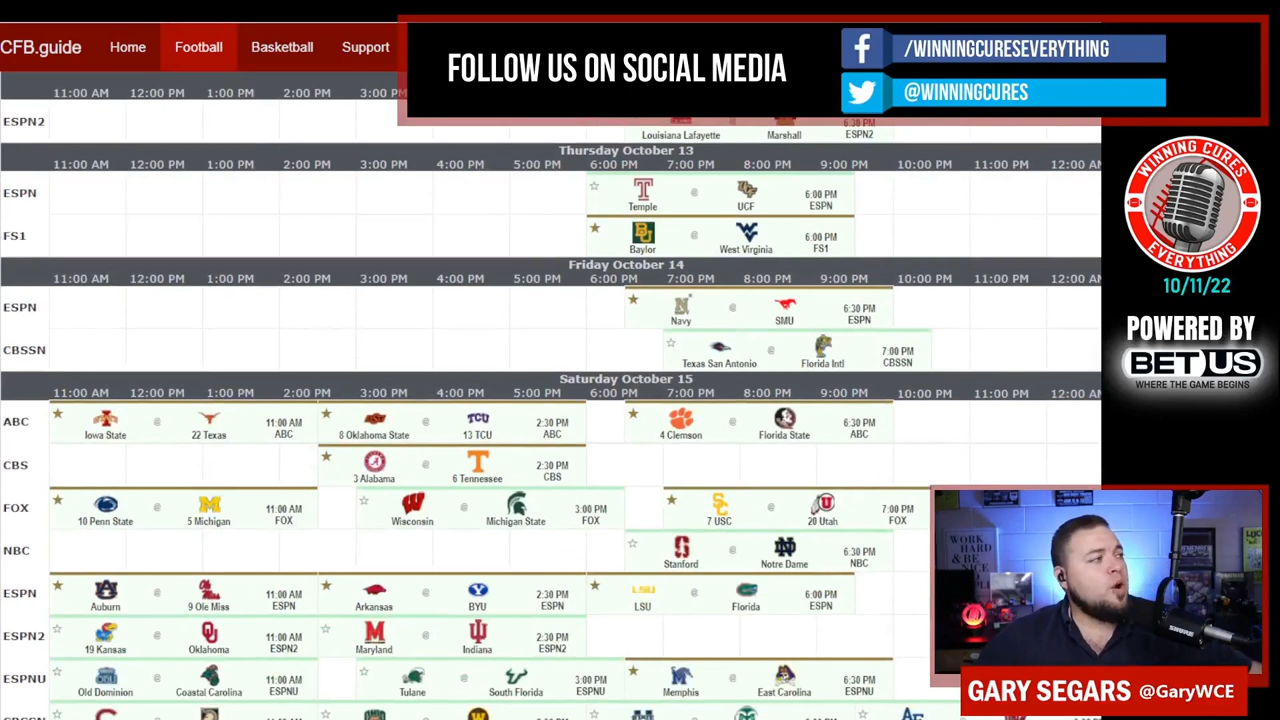 CFB.guide Home Football Basketball Support
FOLLOW US ON SOCIAL MEDIA
f /WINNINGCURESEVERYTHING
@WINNINGCURES
11:00 AM 12:00 PM 1:00 PM 2:00 PM 3:00 PM
ESPN2 Louisiana Lafayette Marshall 6:30 PM ESPN2
Thursday October 13
11:00 AM 12:00 PM 1:00 PM 2:00 PM 3:00 PM 4:00 PM 5:00 PM 6:00 PM 7:00 PM 8:00 PM 9:00 PM 10:00 PM 11:00 PM 12:00 AM
ESPN Temple @ UCF 6:00 PM ESPN
FS1 Baylor @ West Virginia 6:00 PM FS1
Friday October 14
11:00 AM 12:00 PM 1:00 PM 2:00 PM 3:00 PM 4:00 PM 5:00 PM 6:00 PM 7:00 PM 8:00 PM 9:00 PM 10:00 PM 11:00 PM 12:00 AM
ESPN Navy @ SMU 6:30 PM ESPN
CBSSN Texas San Antonio @ Florida Intl 7:00 PM CBSSN
Saturday October 15
11:00 AM 12:00 PM 1:00 PM 2:00 PM 3:00 PM 4:00 PM 5:00 PM 6:00 PM 7:00 PM 8:00 PM 9:00 PM 10:00 PM 11:00 PM 12:00 AM
ABC Iowa State @ 22 Texas 11:00 AM ABC 8 Oklahoma State @ 13 TCU 2:30 PM ABC 4 Clemson @ Florida State 6:30 PM ABC
CBS 3 Alabama @ 6 Tennessee 2:30 PM CBS
FOX 10 Penn State @ 5 Michigan 11:00 AM FOX Wisconsin @ Michigan State 3:00 PM FOX 7 USC @ 20 Utah 7:00 PM FOX
NBC Stanford @ Notre Dame 6:30 PM NBC
ESPN Auburn @ 9 Ole Miss 11:00 AM ESPN Arkansas @ BYU 2:30 PM ESPN LSU @ Florida 6:00 PM ESPN
ESPN2 19 Kansas @ Oklahoma 11:00 AM ESPN2 Maryland @ Indiana 2:30 PM ESPN2
ESPNU Old Dominion @ Coastal Carolina 11:00 AM ESPNU Tulane @ South Florida 3:00 PM ESPNU Memphis @ East Carolina 6:30 PM ESPNU
WINNING CURES
EVERYTHING
10/11/22
POWERED BY
BETUS
WHERE THE GAME BEGINS
WORK
HARD
& BE
NICE
SHURE
GARY SEGARS @GaryWCE